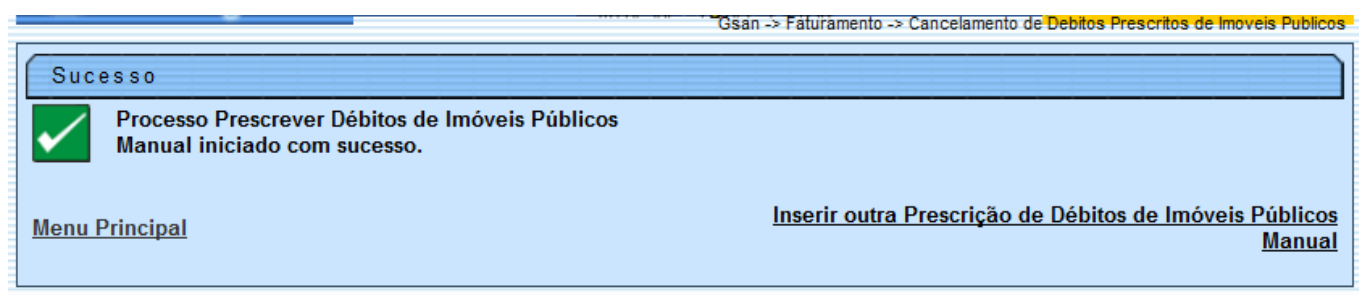 Gsan -> Faturamento -> Cancelamento de Debitos Prescritos de Imoveis Publicos
Sucesso
Processo Prescrever Débitos de Imóveis Públicos
Manual iniciado com sucesso.
Menu Principal
Inserir outra Prescrição de Débitos de Imóveis Públicos
Manual